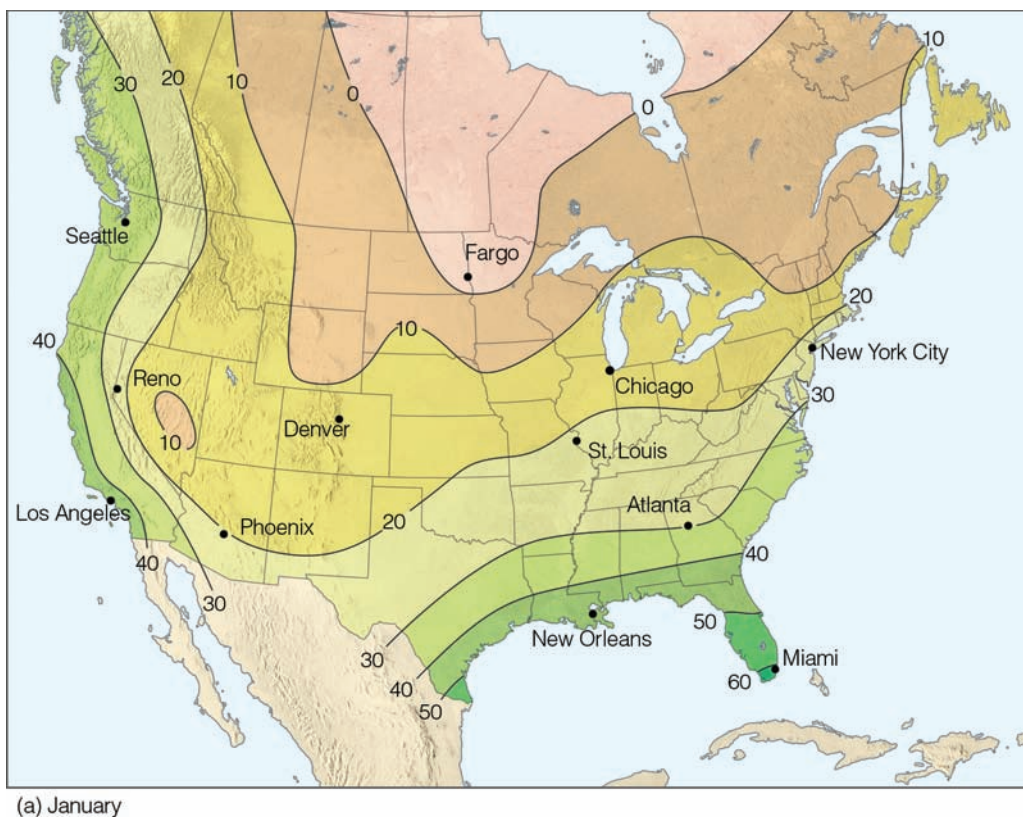 30
20
10
0
0
10
Seattle
Fargo
10
20
40
New York City
Reno
Chicago
30
Denver
10
St. Louis
Los Angeles
Phoenix
20
Atlanta
40
40
30
New Orleans
50
30
Miami
40
60
50
(a) January